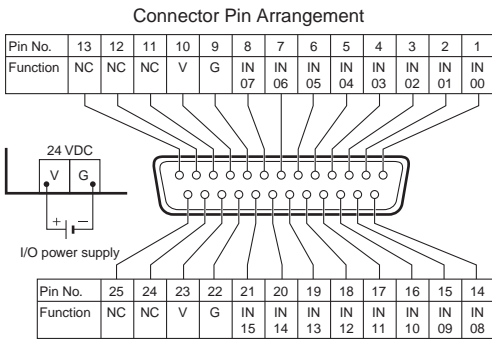 Connector Pin Arrangement
Pin No. 13 12 11 10 9 8 7 6 5 4 3 2 1
Function NC NC NC V G IN IN IN IN IN IN IN IN
07 06 05 04 03 02 01 00
24 VDC
V G
+ −
I/O power supply
Pin No. 25 24 23 22 21 20 19 18 17 16 15 14
Function NC NC V G IN IN IN IN IN IN IN IN
15 14 13 12 11 10 09 08